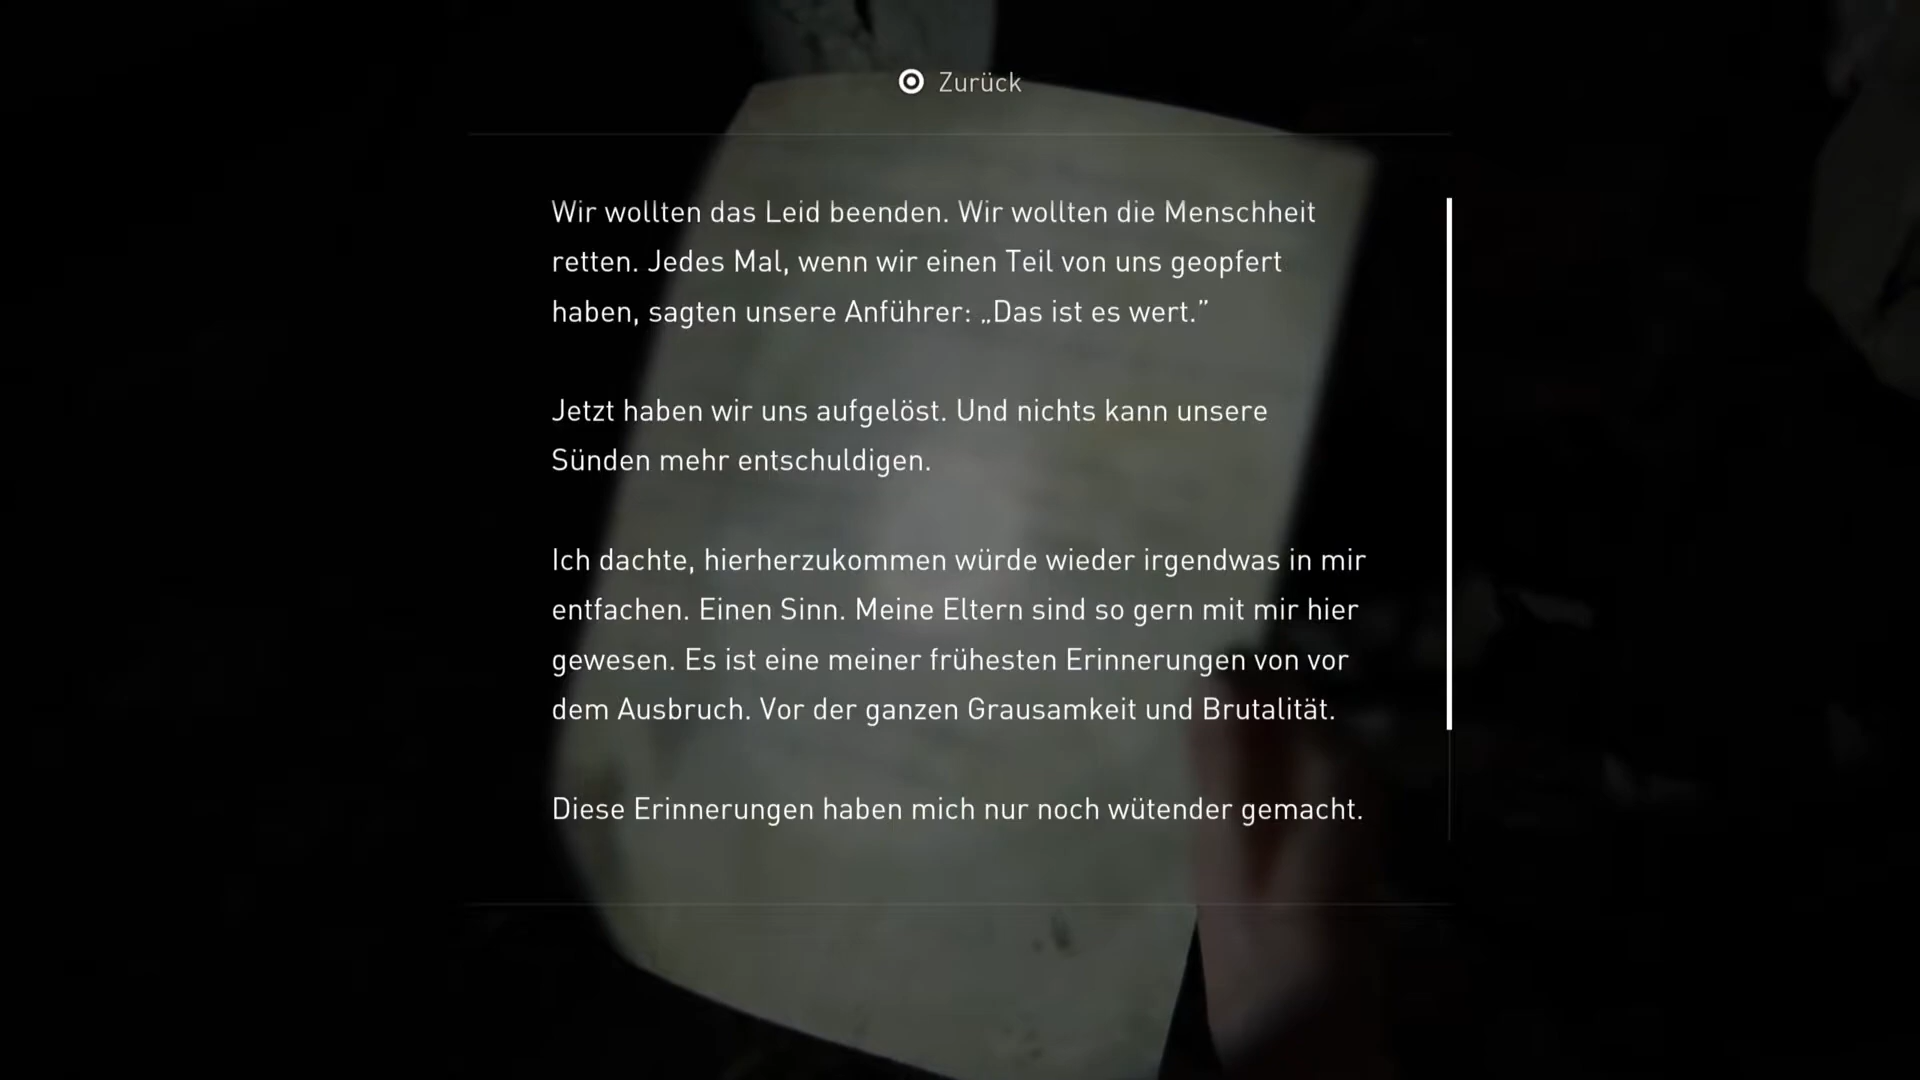 Zurück
Wir wollten das Leid beenden. Wir wollten die Menschheit
retten. Jedes Mal, wenn wir einen Teil von uns geopfert
haben, sagten unsere Anführer: „Das ist es wert.”
Jetzt haben wir uns aufgelöst. Und nichts kann unsere
Sünden mehr entschuldigen.
Ich dachte, hierherzukommen würde wieder irgendwas in mir
entfachen. Einen Sinn. Meine Eltern sind so gern mit mir hier
gewesen. Es ist eine meiner frühesten Erinnerungen von vor
dem Ausbruch. Vor der ganzen Grausamkeit und Brutalität.
Diese Erinnerungen haben mich nur noch wütender gemacht.